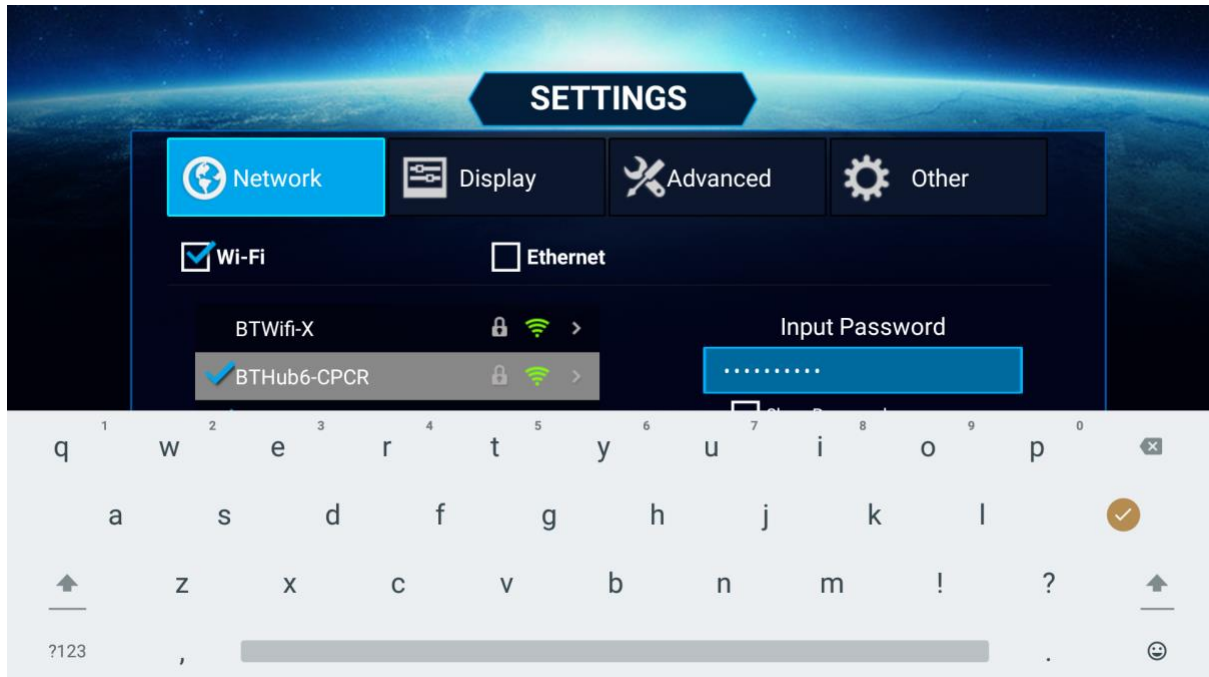 SETTINGS
Network Display Advanced Other
Wi-Fi Ethernet
BTWifi-X
Input Password
BTHub6-CPCR
••••••••••
1 2 3 4 5 6 7 8 9 0
q w e r t y u i o p
a s d f g h j k l
z x c v b n m ! ?
?123 , .